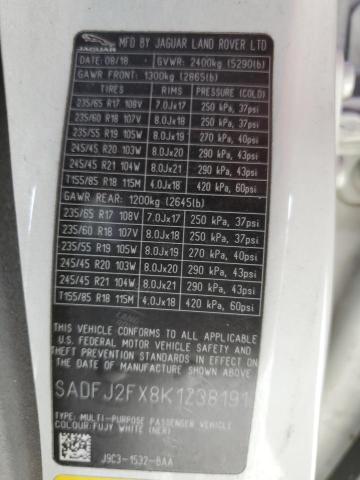 JAGUAR MFD BY JAGUAR LAND ROVER LTD
DATE: 08/18 GVWR: 2400kg (5290lb)
GAWR FRONT: 1300kg (2865lb)
TIRES RIMS PRESSURE (COLD)
235/65 R17 108V 7.0Jx17 250 kPa, 37psi
235/60 R18 107V 8.0Jx18 250 kPa, 37psi
235/55 R19 105W 8.0Jx19 270 kPa, 40psi
245/45 R20 103W 8.0Jx20 290 kPa, 43psi
245/45 R21 104W 8.0Jx21 290 kPa, 43psi
T155/85 R18 115M 4.0Jx18 420 kPa, 60psi
GAWR REAR: 1200kg (2645lb)
235/65 R17 108V 7.0Jx17 250 kPa, 37psi
235/60 R18 107V 8.0Jx18 250 kPa, 37psi
235/55 R19 105W 8.0Jx19 270 kPa, 40psi
245/45 R20 103W 8.0Jx20 290 kPa, 43psi
245/45 R21 104W 8.0Jx21 290 kPa, 43psi
T155/85 R18 115M 4.0Jx18 420 kPa, 60psi
THIS VEHICLE CONFORMS TO ALL APPLICABLE
U.S. FEDERAL MOTOR VEHICLE SAFETY
AND THEFT PREVENTION STANDARDS IN EFFECT ON
THE DATE OF MANUFACTURE SHOWN ABOVE
SADFJ2FX8K1Z38191
TYPE: MULTI-PURPOSE PASSENGER VEHICLE
COLOUR: FUJI WHITE (NER)
J9C3-1532-BAA